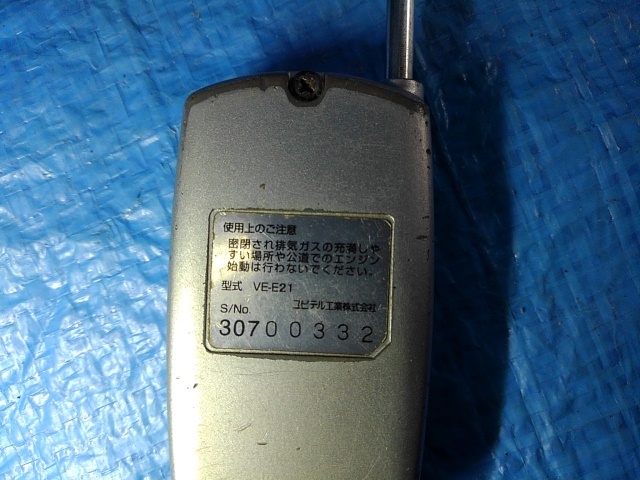 使用上のご注意
密閉され排気ガスの充満しや
すい場所や公道でのエンジン
始動は行わないでください。
型式 VE-E21
S/No. ユピテル工業株式会社
30700332